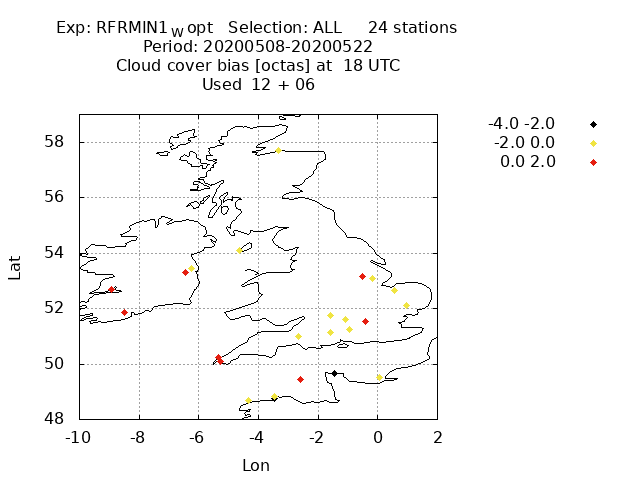 Exp: RFRMIN1_W opt Selection: ALL 24 stations
Period: 20200508-20200522
Cloud cover bias [octas] at 18 UTC
Used 12 + 06
-4.0 -2.0
-2.0 0.0
0.0 2.0
58
56
54
52
50
48
Lat
-10 -8 -6 -4 -2 0 2
Lon